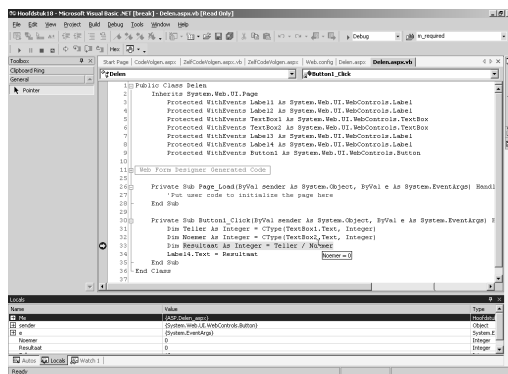 Hoofdstuk18 - Microsoft Visual Basic .NET [break] - Delen.aspx.vb [Read Only]
File Edit View Project Build Debug Tools Window Help
Debug m_required
Hex
Toolbox
Clipboard Ring
General
Pointer
Start Page CodeVolgen.aspx ZelfCodeVolgen.aspx.vb ZelfCodeVolgen.aspx Web.config Delen.aspx Delen.aspx.vb
Delen Button1_Click
1 Public Class Delen
2 Inherits System.Web.UI.Page
3 Protected WithEvents Label1 As System.Web.UI.WebControls.Label
4 Protected WithEvents Label2 As System.Web.UI.WebControls.Label
5 Protected WithEvents TextBox1 As System.Web.UI.WebControls.TextBox
6 Protected WithEvents TextBox2 As System.Web.UI.WebControls.TextBox
7 Protected WithEvents Label3 As System.Web.UI.WebControls.Label
8 Protected WithEvents Label4 As System.Web.UI.WebControls.Label
9 Protected WithEvents Button1 As System.Web.UI.WebControls.Button
10
11 Web Form Designer Generated Code
25
26 Private Sub Page_Load(ByVal sender As System.Object, ByVal e As System.EventArgs) Handl
27 'Put user code to initialize the page here
28 End Sub
29
30 Private Sub Button1_Click(ByVal sender As System.Object, ByVal e As System.EventArgs) H
31 Dim Teller As Integer = CType(TextBox1.Text, Integer)
32 Dim Noemer As Integer = CType(TextBox2.Text, Integer)
33 Dim Resultaat As Integer = Teller / Noemer
34 Label4.Text = Resultaat
Noemer = 0
35 End Sub
36 End Class
37
Locals
Name Value Type
Me {ASP.Delen_aspx} Hoofdstu
sender {System.Web.UI.WebControls.Button} Object
e {System.EventArgs} System.E
Noemer 0 Integer
Resultaat 0 Integer
Autos Locals Watch 1
Ready